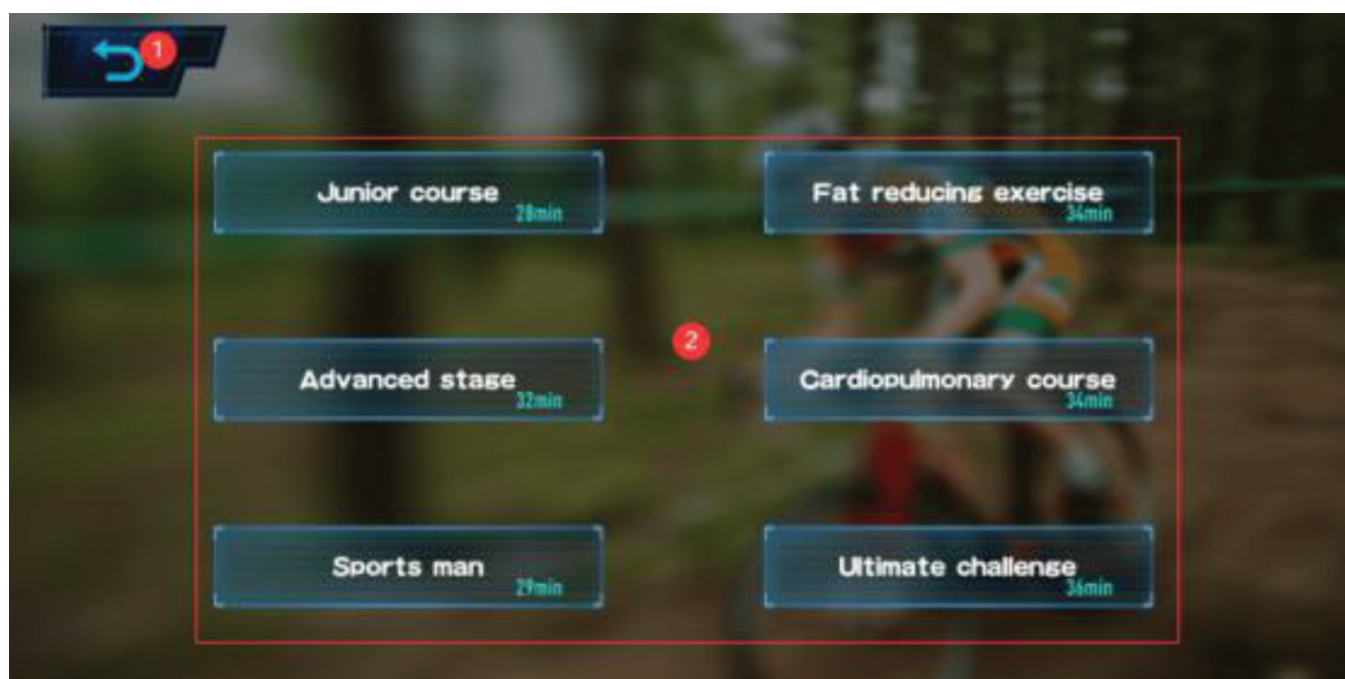 1
Junior course
28min
Fat reducing exercise
34min
2
Advanced stage
32min
Cardiopulmonary course
34min
Sports man
29min
Ultimate challenge
36min